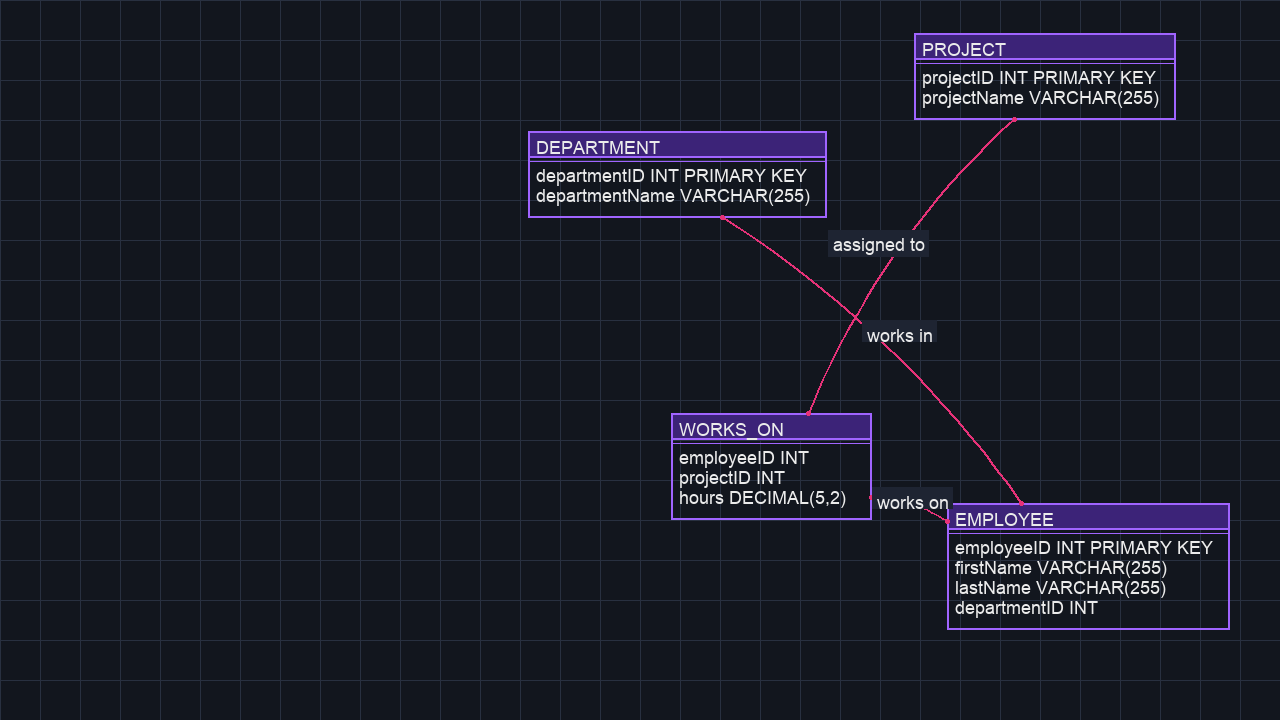 PROJECT
projectID INT PRIMARY KEY
projectName VARCHAR(255)
DEPARTMENT
departmentID INT PRIMARY KEY
departmentName VARCHAR(255)
assigned to
works in
WORKS_ON
employeeID INT
projectID INT
hours DECIMAL(5,2)
works on
EMPLOYEE
employeeID INT PRIMARY KEY
firstName VARCHAR(255)
lastName VARCHAR(255)
departmentID INT